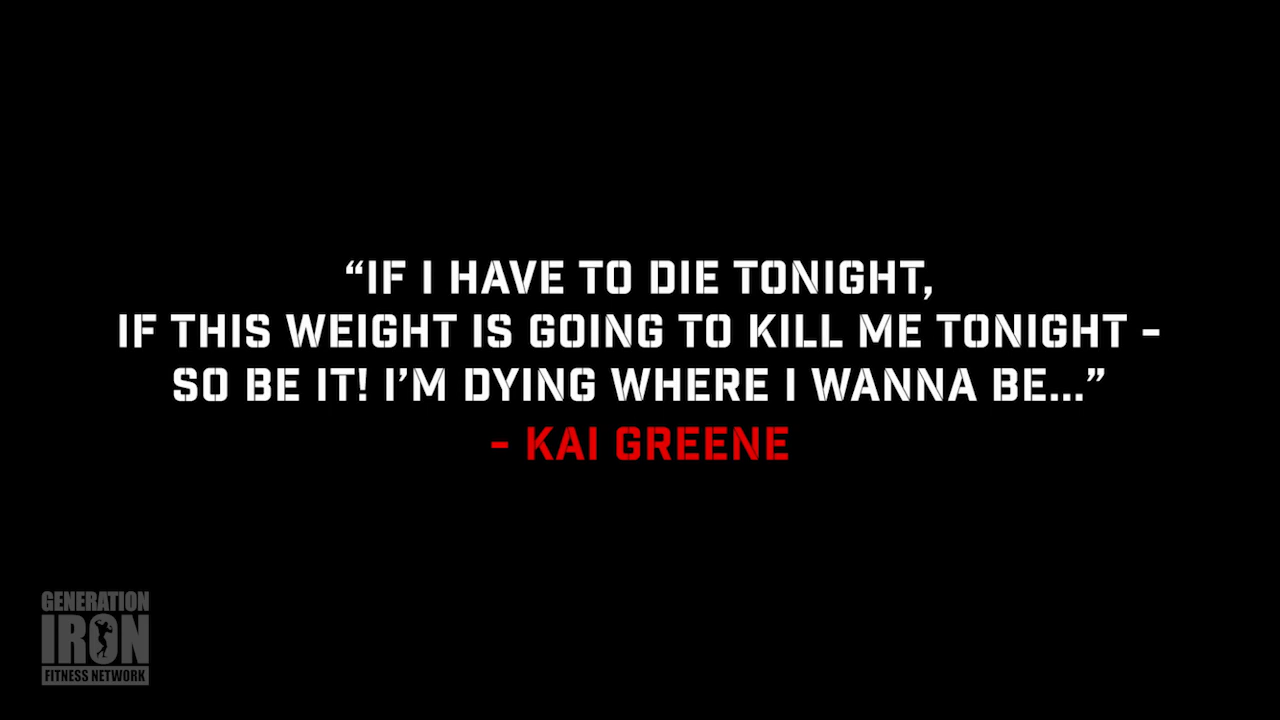 “IF I HAVE TO DIE TONIGHT,
IF THIS WEIGHT IS GOING TO KILL ME TONIGHT –
SO BE IT! I’M DYING WHERE I WANNA BE...”
– KAI GREENE
GENERATION
IRON
FITNESS NETWORK